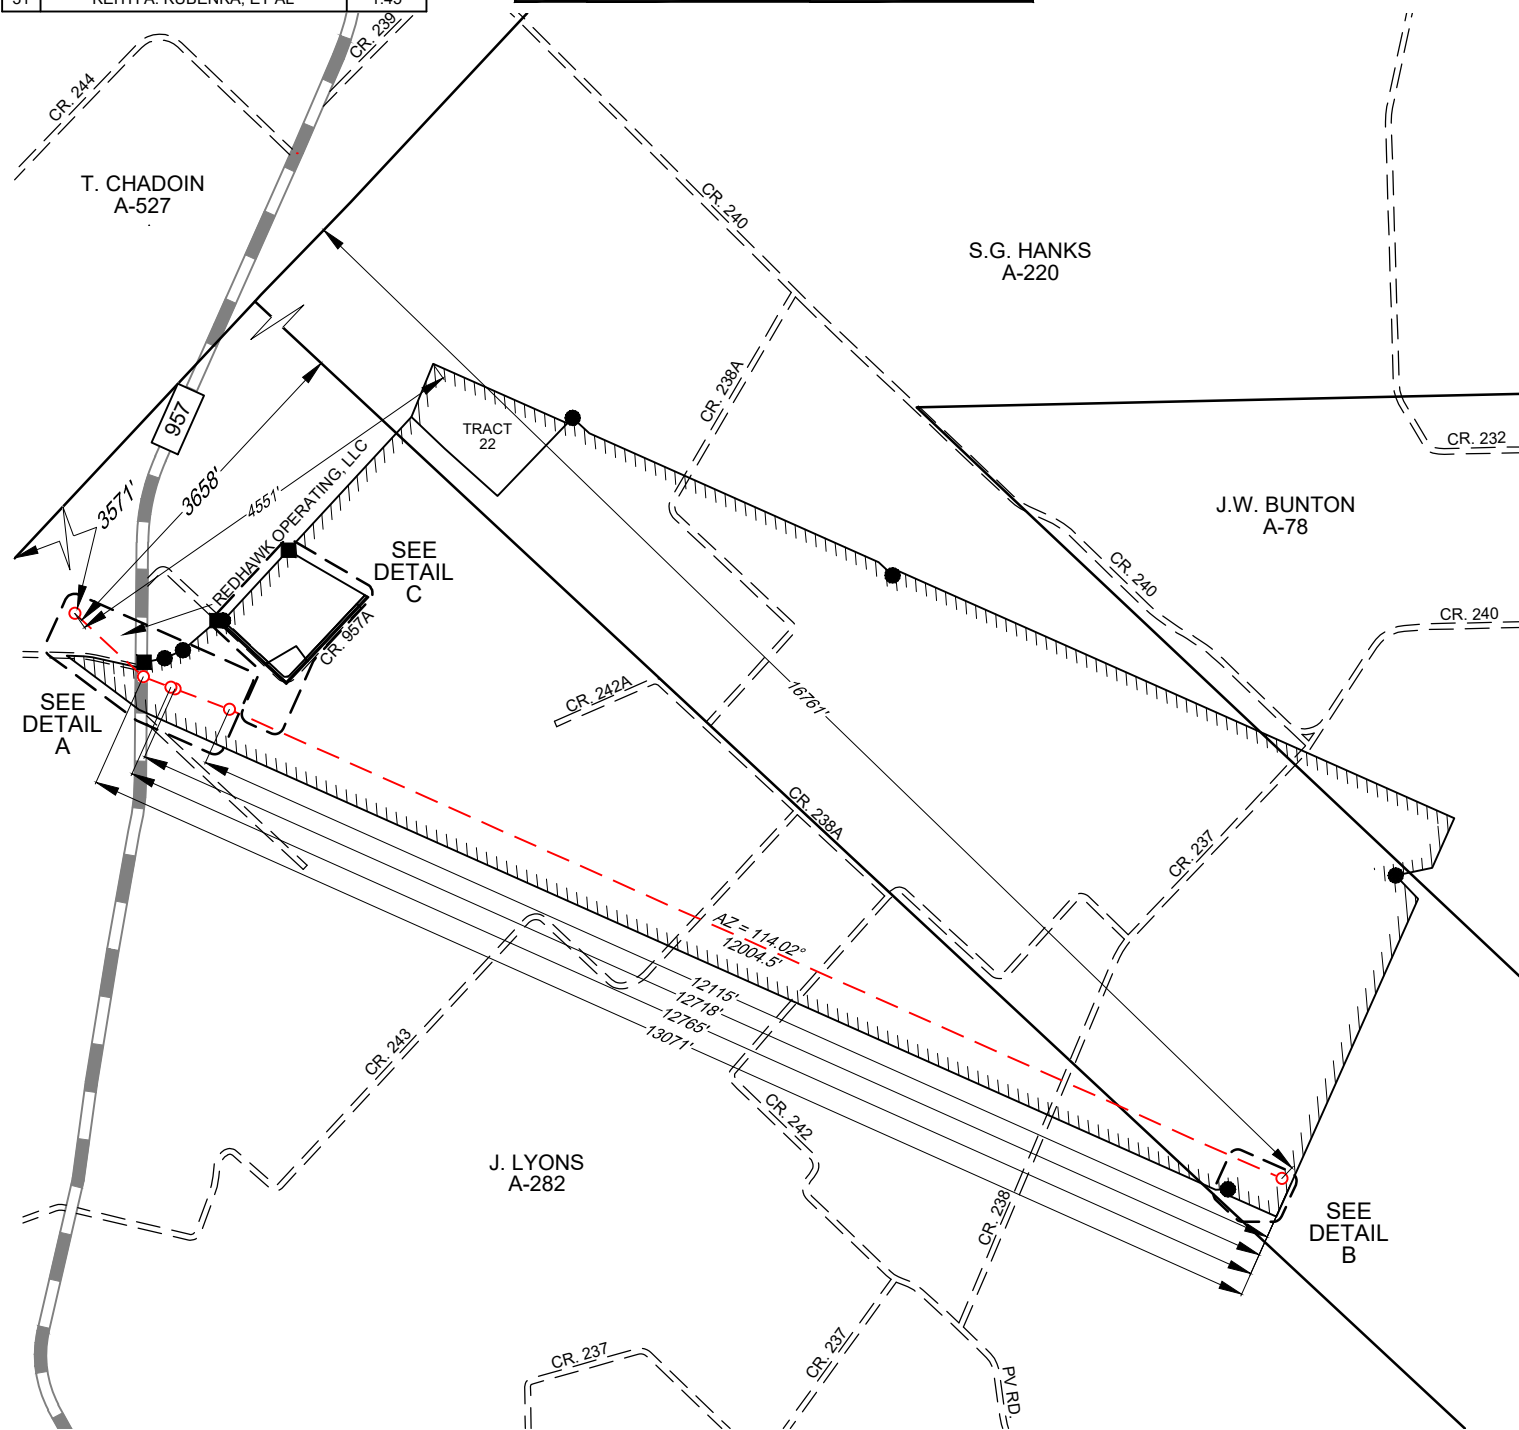 CR. 239
CR. 244
T. CHADOIN
A-527
CR. 240
S.G. HANKS
A-220
957
CR. 238A
TRACT
22
CR. 232
3571'
3658'
4551'
REDHAWK OPERATING, LLC
J.W. BUNTON
A-78
SEE
DETAIL
C
CR. 240
CR. 240
CR. 957A
SEE
DETAIL
A
CR. 242A
16761'
CR. 238A
CR. 237
AZ = 114.02°
12004.5'
12115'
12718'
12765'
13071'
CR. 243
CR. 242
J. LYONS
A-282
CR. 238
SEE
DETAIL
B
CR. 237
CR. 237
PV RD.